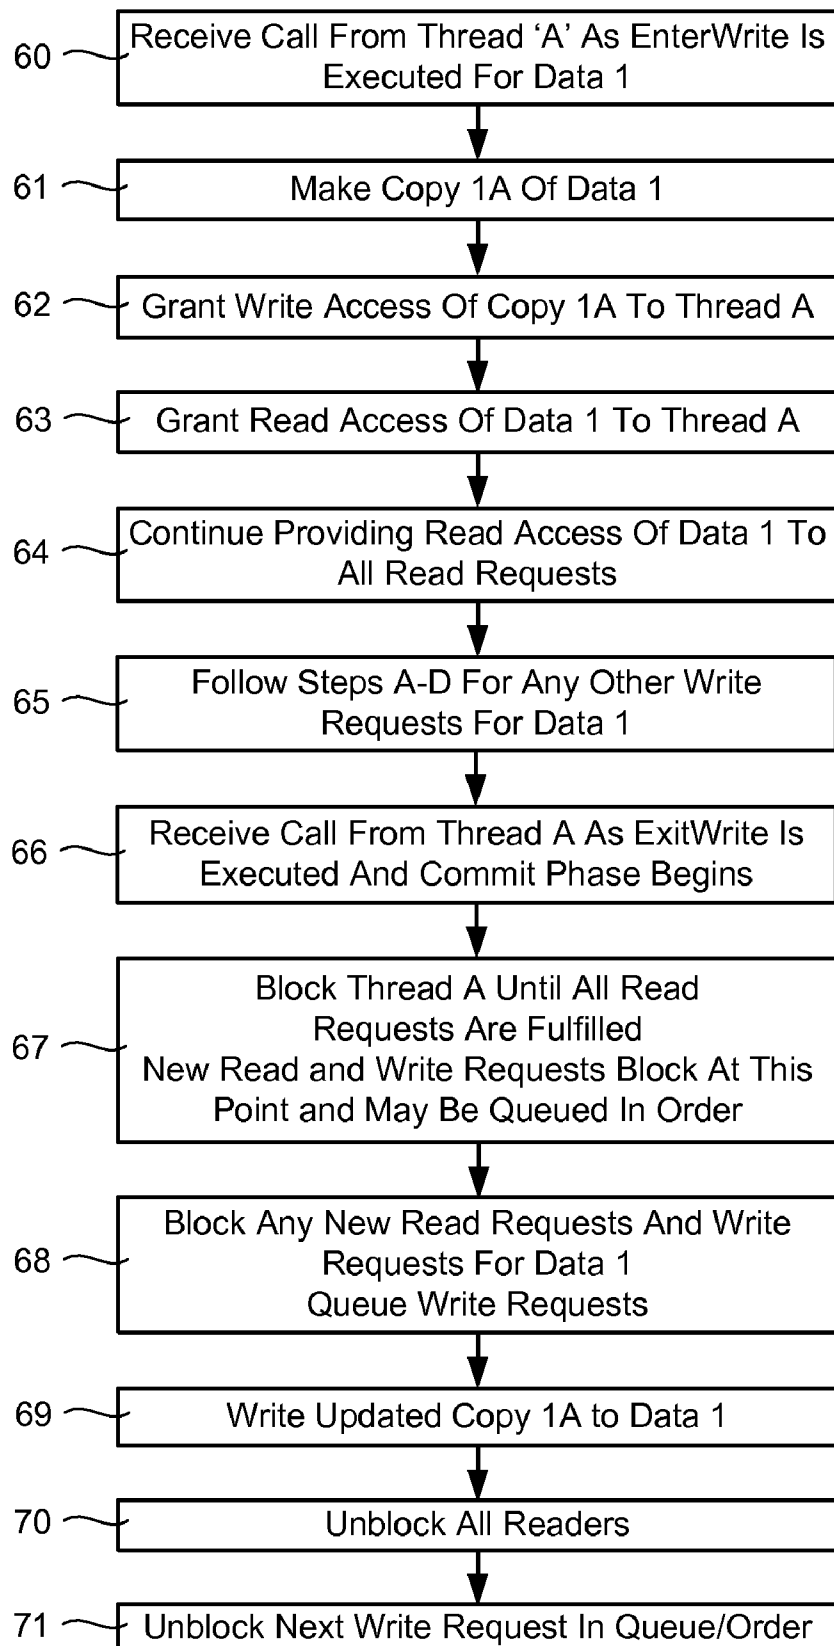 60
Receive Call From Thread ‘A’ As EnterWrite Is
Executed For Data 1
61
Make Copy 1A Of Data 1
62
Grant Write Access Of Copy 1A To Thread A
63
Grant Read Access Of Data 1 To Thread A
64
Continue Providing Read Access Of Data 1 To
All Read Requests
65
Follow Steps A-D For Any Other Write
Requests For Data 1
66
Receive Call From Thread A As ExitWrite Is
Executed And Commit Phase Begins
67
Block Thread A Until All Read
Requests Are Fulfilled
New Read and Write Requests Block At This
Point and May Be Queued In Order
68
Block Any New Read Requests And Write
Requests For Data 1
Queue Write Requests
69
Write Updated Copy 1A to Data 1
70
Unblock All Readers
71
Unblock Next Write Request In Queue/Order